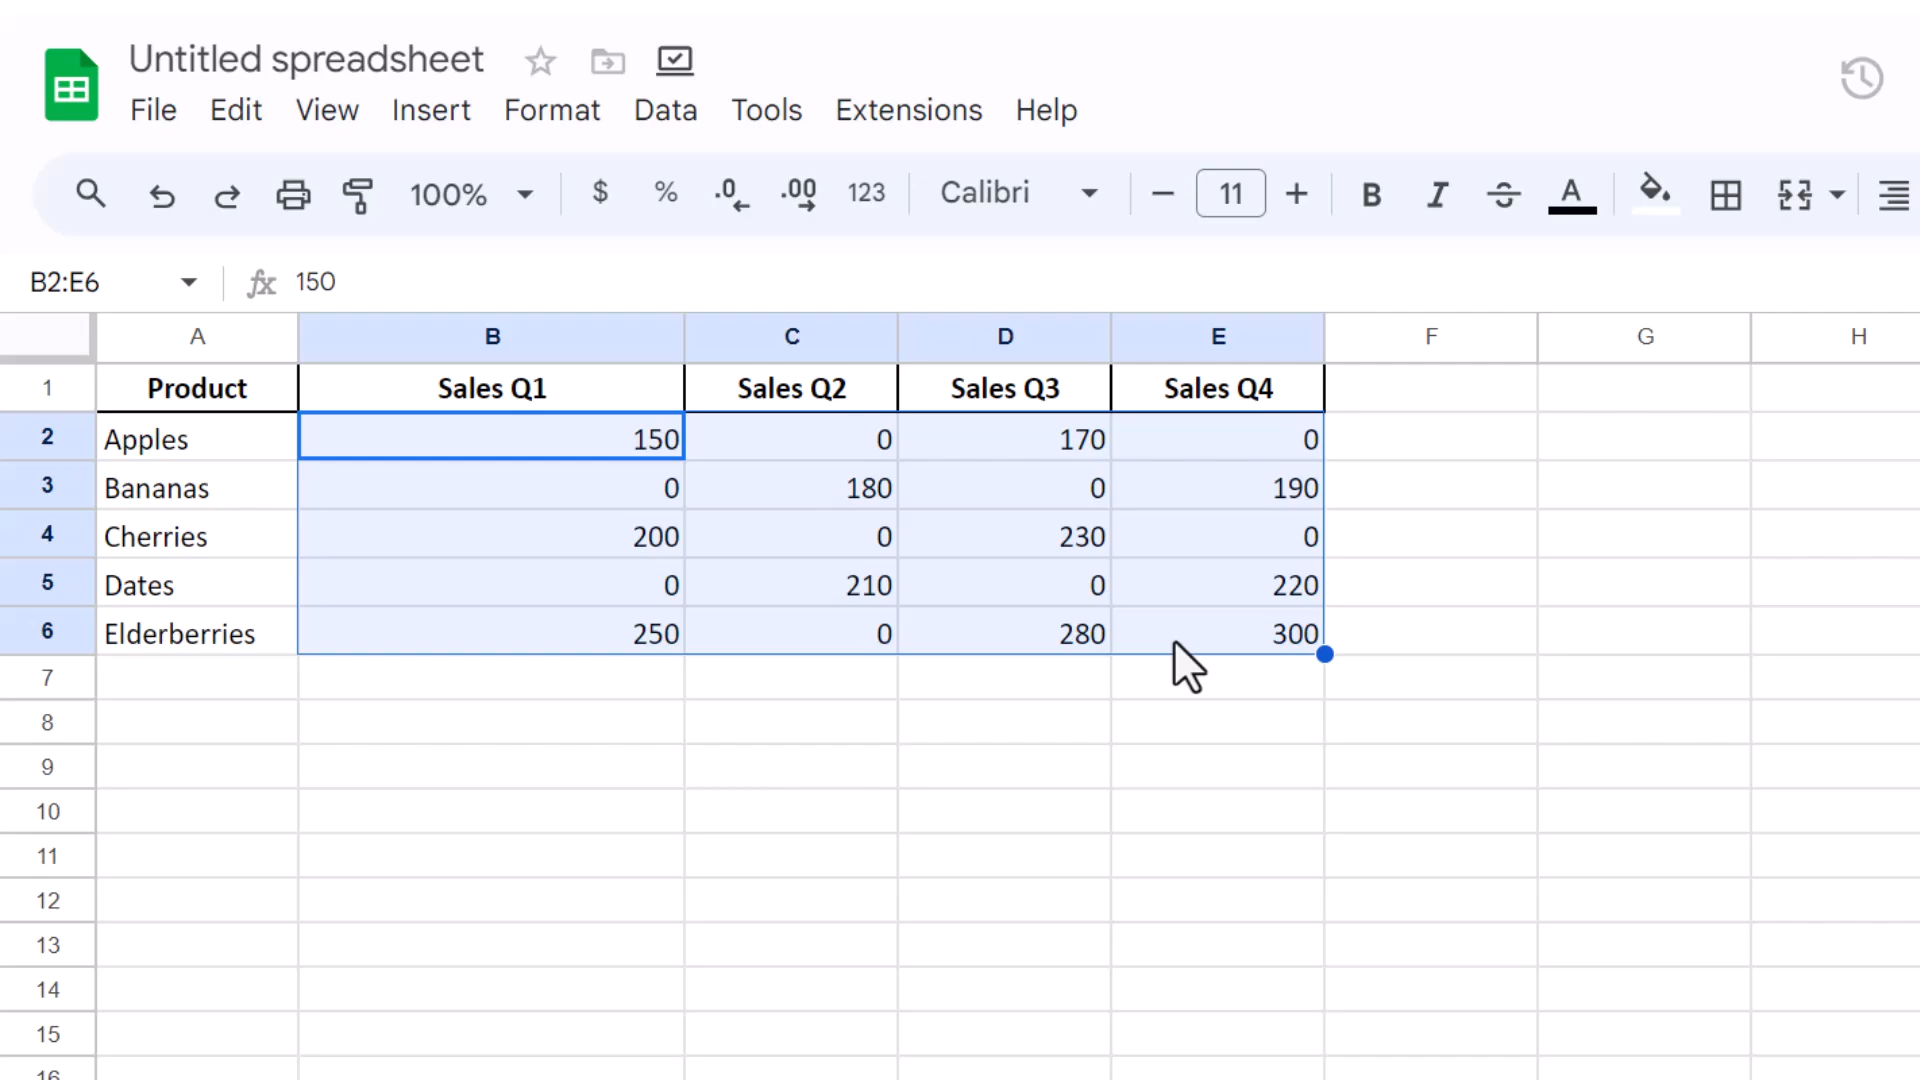 Untitled spreadsheet
File Edit View Insert Format Data Tools Extensions Help
100% $ % .0 .00 123 Calibri 11 B I A
B2:E6 fx 150
A B C D E F G H
1 Product Sales Q1 Sales Q2 Sales Q3 Sales Q4
2 Apples 150 0 170 0
3 Bananas 0 180 0 190
4 Cherries 200 0 230 0
5 Dates 0 210 0 220
6 Elderberries 250 0 280 300
7
8
9
10
11
12
13
14
15
16